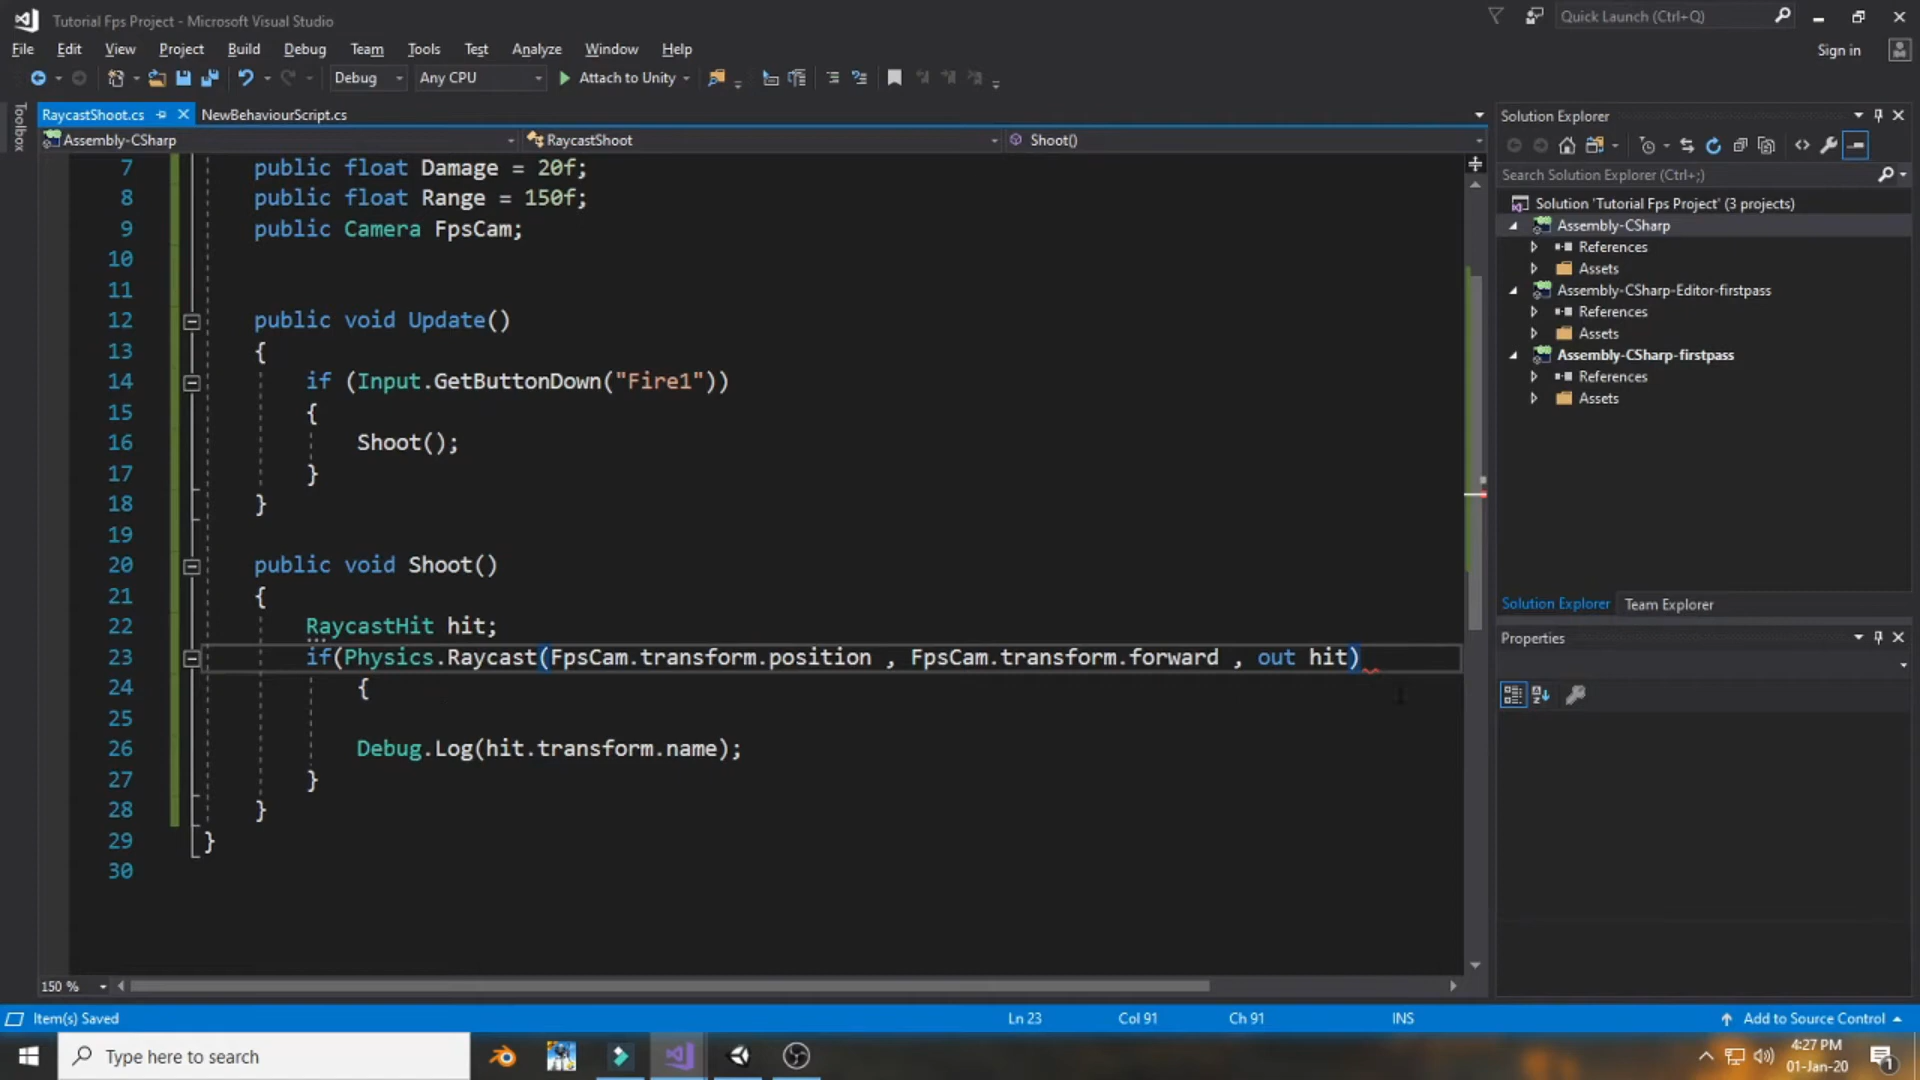 Tutorial Fps Project - Microsoft Visual Studio
Quick Launch (Ctrl+Q)
File Edit View Project Build Debug Team Tools Test Analyze Window Help
Sign in
Debug Any CPU Attach to Unity
Toolbox
RaycastShoot.cs NewBehaviourScript.cs
Assembly-CSharp RaycastShoot Shoot()
7 public float Damage = 20f;
8 public float Range = 150f;
9 public Camera FpsCam;
10
11
12 public void Update()
13 {
14 if (Input.GetButtonDown("Fire1"))
15 {
16 Shoot();
17 }
18 }
19
20 public void Shoot()
21 {
22 RaycastHit hit;
23 if(Physics.Raycast(FpsCam.transform.position , FpsCam.transform.forward , out hit)
24 {
25
26 Debug.Log(hit.transform.name);
27 }
28 }
29 }
30
150 %
Solution Explorer
Search Solution Explorer (Ctrl+;)
Solution 'Tutorial Fps Project' (3 projects)
Assembly-CSharp
References
Assets
Assembly-CSharp-Editor-firstpass
References
Assets
Assembly-CSharp-firstpass
References
Assets
Solution Explorer Team Explorer
Properties
Item(s) Saved Ln 23 Col 91 Ch 91 INS Add to Source Control
Type here to search
4:27 PM
01-Jan-20
1